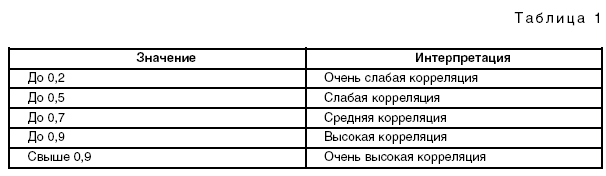 Таблица 1
Значение Интерпретация
До 0,2 Очень слабая корреляция
До 0,5 Слабая корреляция
До 0,7 Средняя корреляция
До 0,9 Высокая корреляция
Свыше 0,9 Очень высокая корреляция